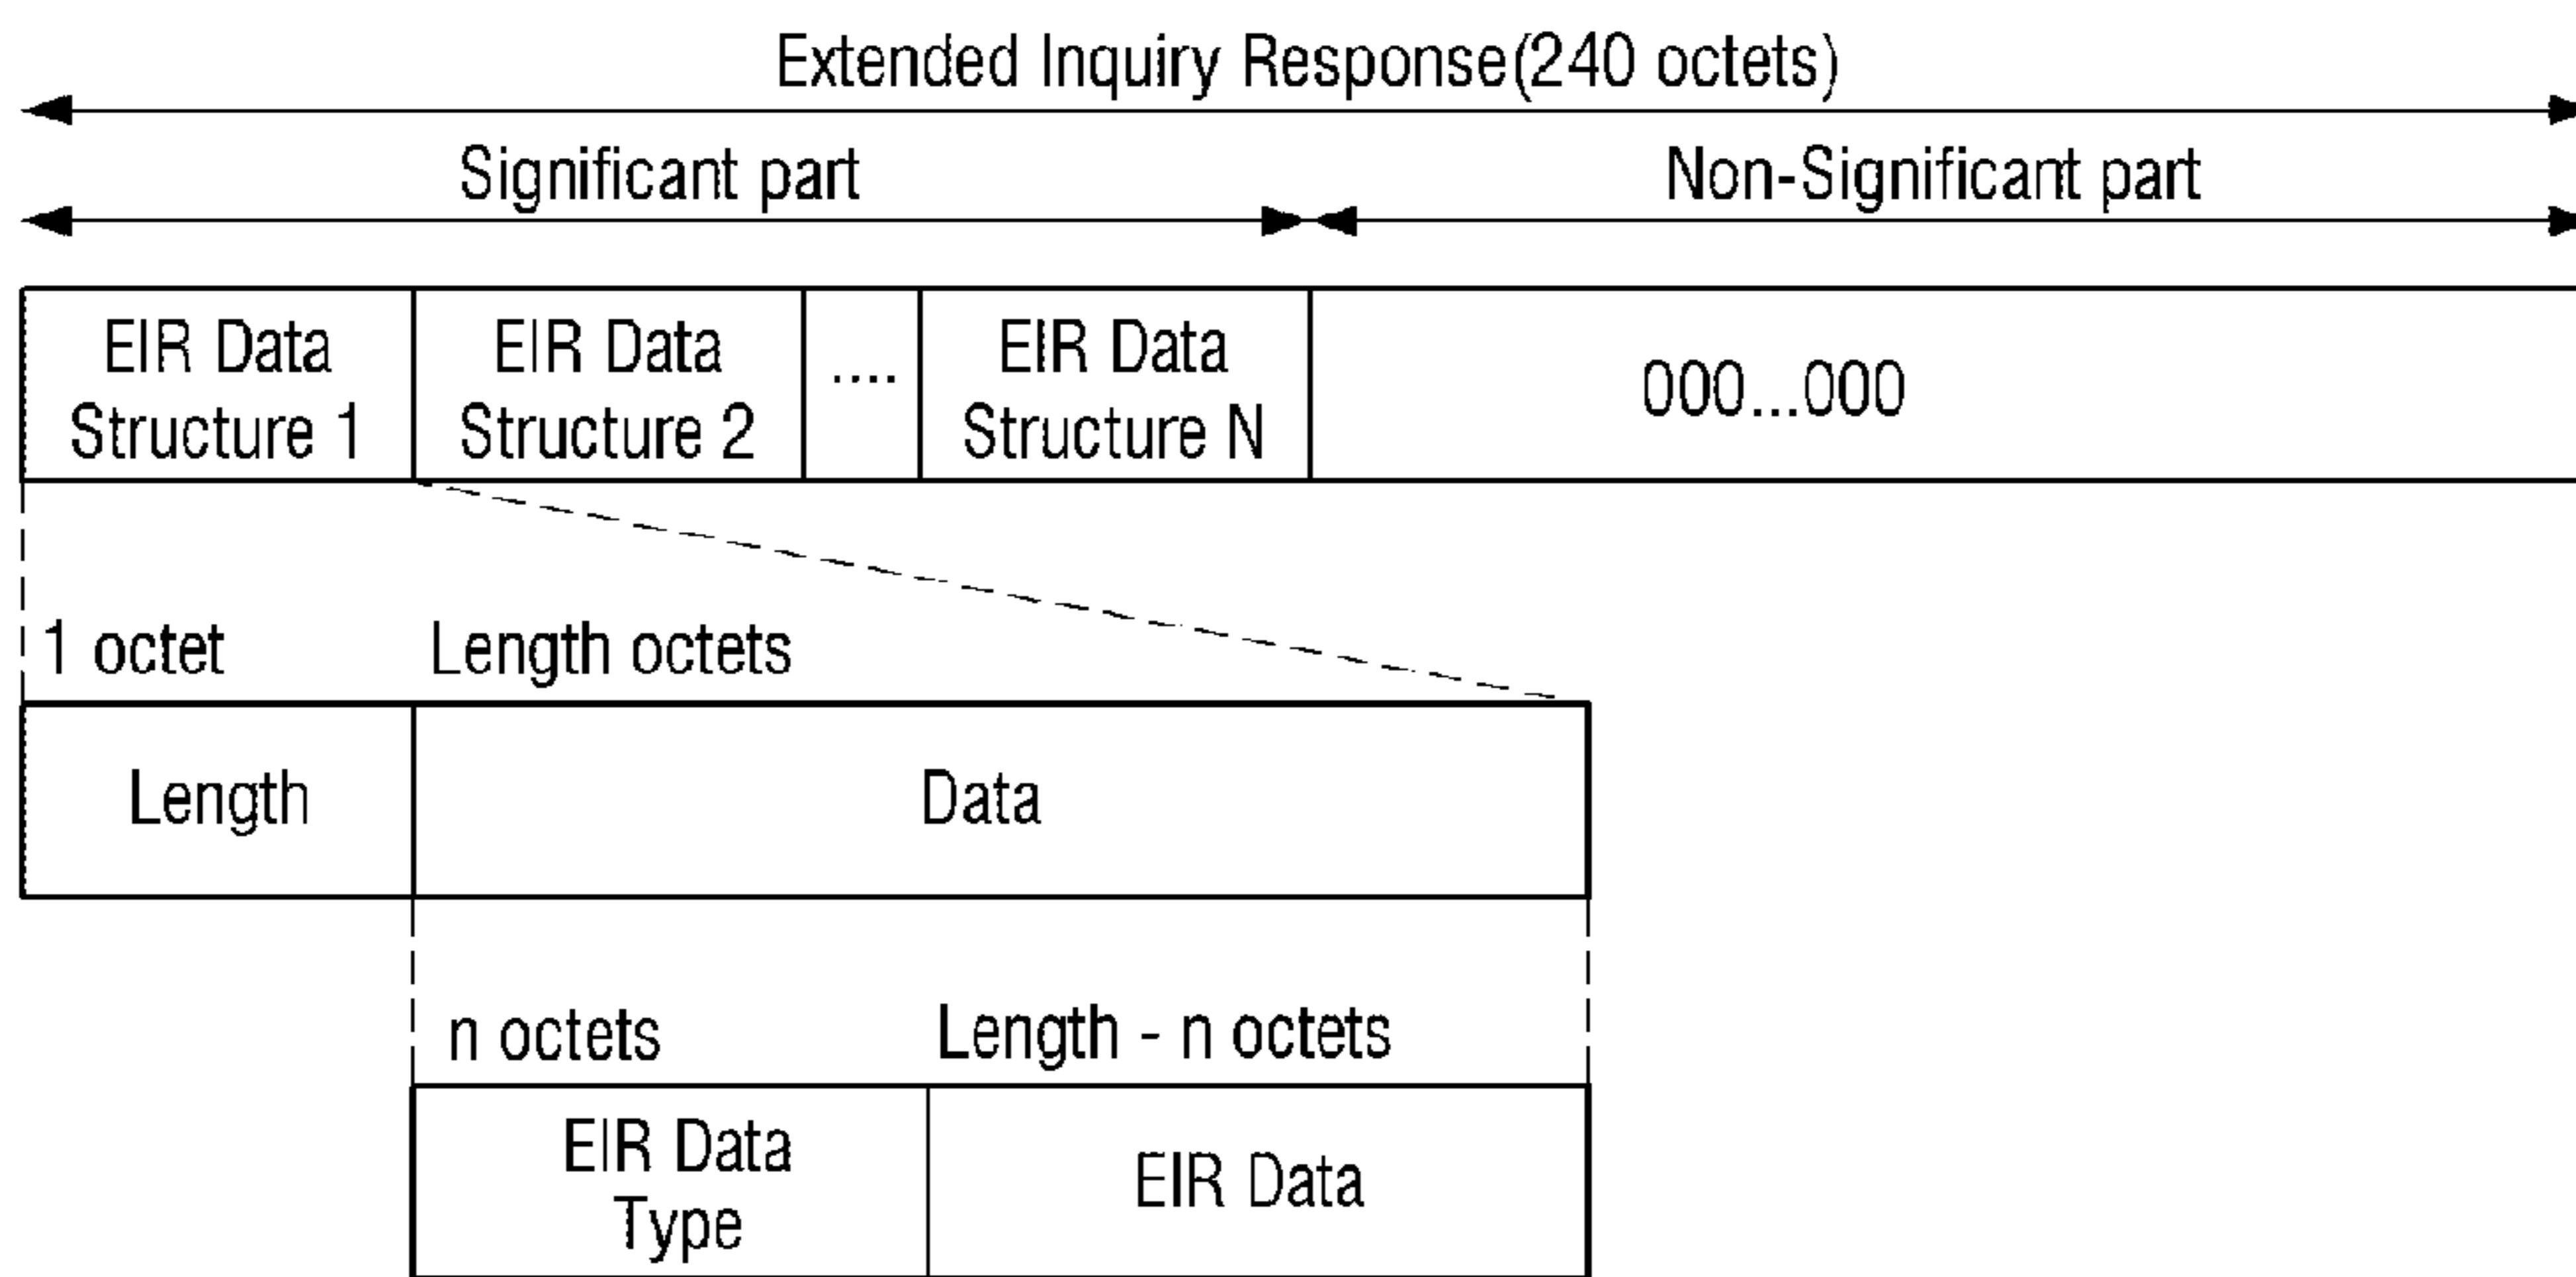 Extended Inquiry Response(240 octets)
Significant part
Non-Significant part
EIR Data
Structure 1
EIR Data
Structure 2
....
EIR Data
Structure N
000...000
1 octet
Length octets
Length
Data
n octets
Length - n octets
EIR Data
Type
EIR Data